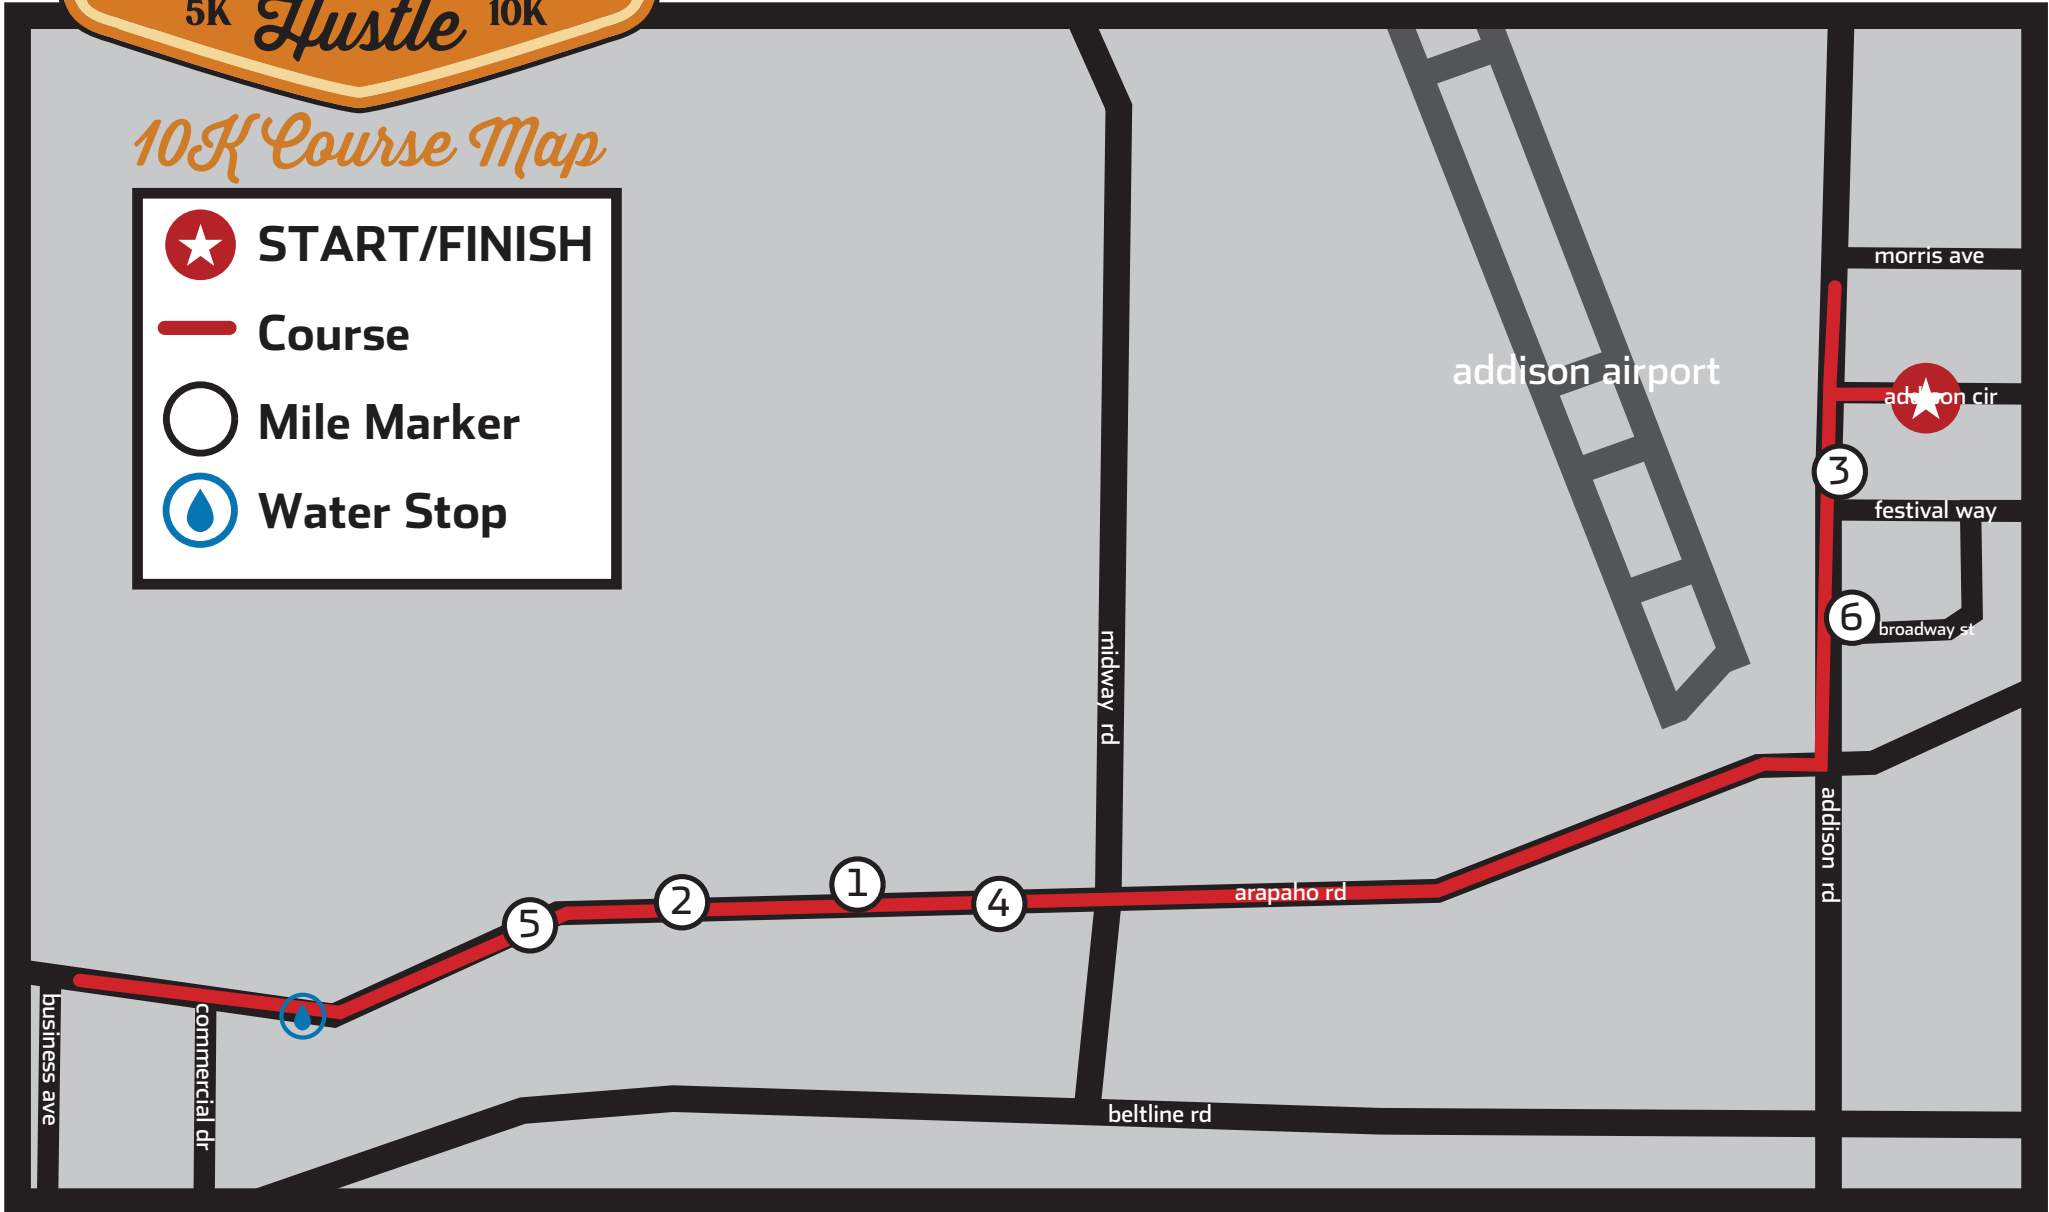 5K Hustle 10K
10K Course Map
START/FINISH
Course
Mile Marker
Water Stop
morris ave
addison airport
addison cir
3
festival way
6
broadway st
midway rd
addison rd
1
2
4
arapaho rd
5
business ave
commercial dr
beltline rd